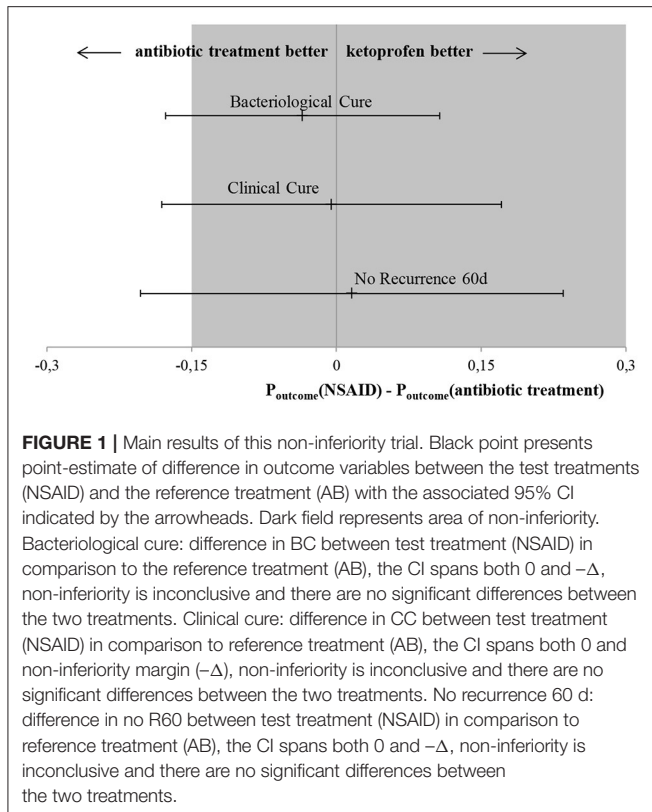 antibiotic treatment better ketoprofen better
Bacteriological Cure
Clinical Cure
No Recurrence 60d
-0,3 -0,15 0 0,15 0,3
Poutcome(NSAID) - Poutcome(antibiotic treatment)
FIGURE 1 | Main results of this non-inferiority trial. Black point presents
point-estimate of difference in outcome variables between the test treatments
(NSAID) and the reference treatment (AB) with the associated 95% CI
indicated by the arrowheads. Dark field represents area of non-inferiority.
Bacteriological cure: difference in BC between test treatment (NSAID) in
comparison to the reference treatment (AB), the CI spans both 0 and –Δ,
non-inferiority is inconclusive and there are no significant differences between
the two treatments. Clinical cure: difference in CC between test treatment
(NSAID) in comparison to reference treatment (AB), the CI spans both 0 and
non-inferiority margin (–Δ), non-inferiority is inconclusive and there are no
significant differences between the two treatments. No recurrence 60 d:
difference in no R60 between test treatment (NSAID) in comparison to
reference treatment (AB), the CI spans both 0 and –Δ, non-inferiority is
inconclusive and there are no significant differences between
the two treatments.